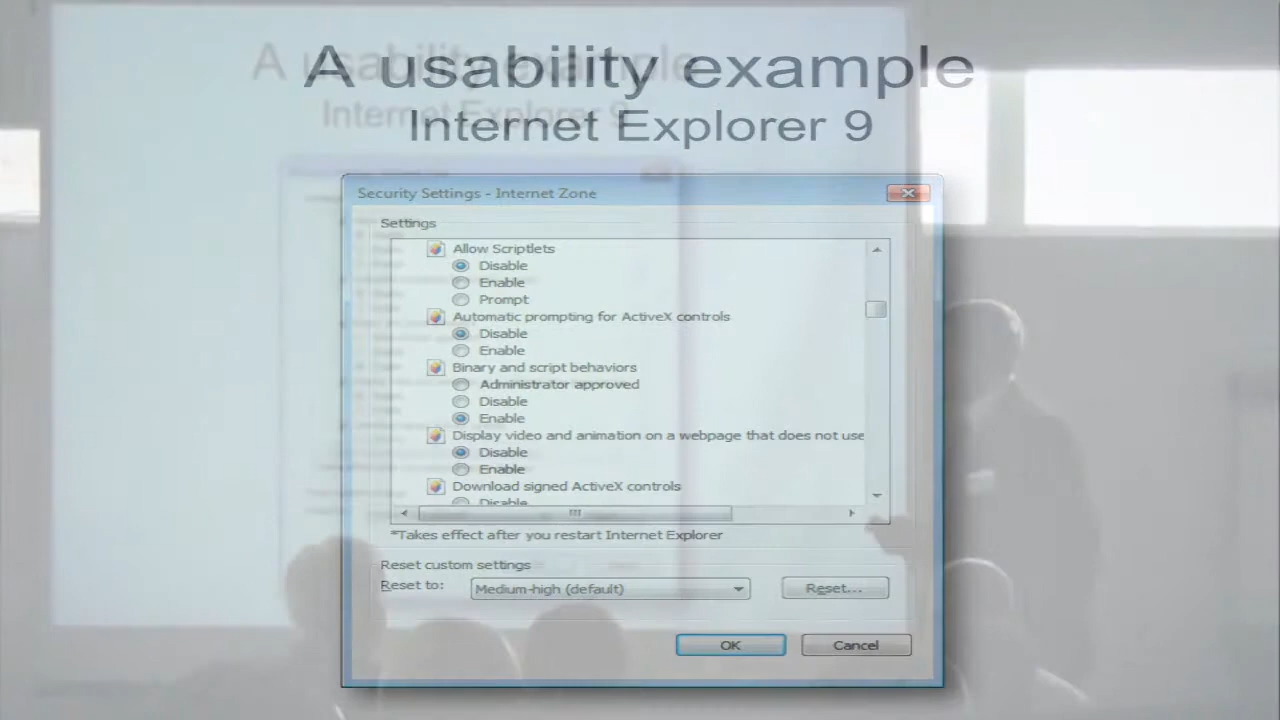 A usability example
Internet Explorer 9
Security Settings - Internet Zone
Settings
Allow Scriptlets
Disable
Enable
Prompt
Automatic prompting for ActiveX controls
Disable
Enable
Binary and script behaviors
Administrator approved
Disable
Enable
Display video and animation on a webpage that does not use
Disable
Enable
Download signed ActiveX controls
Disable
*Takes effect after you restart Internet Explorer
Reset custom settings
Reset to: Medium-high (default) Reset...
OK Cancel